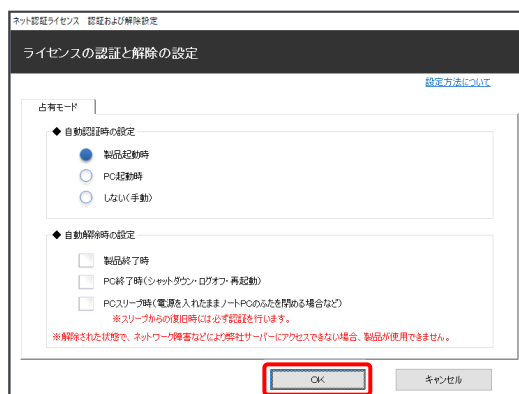 ネット認証ライセンス 認証および解除設定
ライセンスの認証と解除の設定
設定方法について
占有モード
◆ 自動認証時の設定
製品起動時
PC起動時
しない(手動)
◆ 自動解除時の設定
製品終了時
PC終了時(シャットダウン・ログオフ・再起動)
PCスリープ時(電源を入れたままノートPCのふたを閉める場合など)
※スリープからの復旧時には必ず認証を行います。
※解除された状態で、ネットワーク障害などにより弊社サーバーにアクセスできない場合、製品が使用できません。
OK
キャンセル